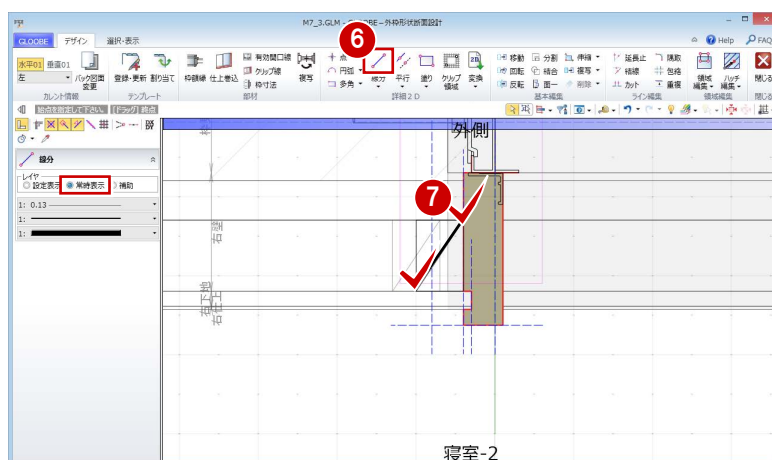 M7_3.GLM - GLOOBE - 外枠形状断面設計
GLOOBE デザイン 選択・表示 Help FAQ
水平01 垂直01
左
バック図面変更
登録・更新 割り当て
枠額縁 仕上巻込
有効開口線
クリップ線
枠寸法
複写
点
円弧
多角
線分 平行 塗り クリップ領域 変換
移動 分割 伸縮
回転 結合 複写
反転 面一 削除
延長止 隅取
結線 包絡
カット 重複
領域編集 ハッチ編集 閉じる
カレント情報 テンプレート 部材 詳細2D 基本編集 ライン編集 領域編集 閉じる
6
始点を指定して下さい。 [ドラッグ] 終点
線分
レイヤ
設定表示 常時表示 補助
1: 0.13
1:
1:
外側
7
右壁
右下地
右仕上
寝室-2